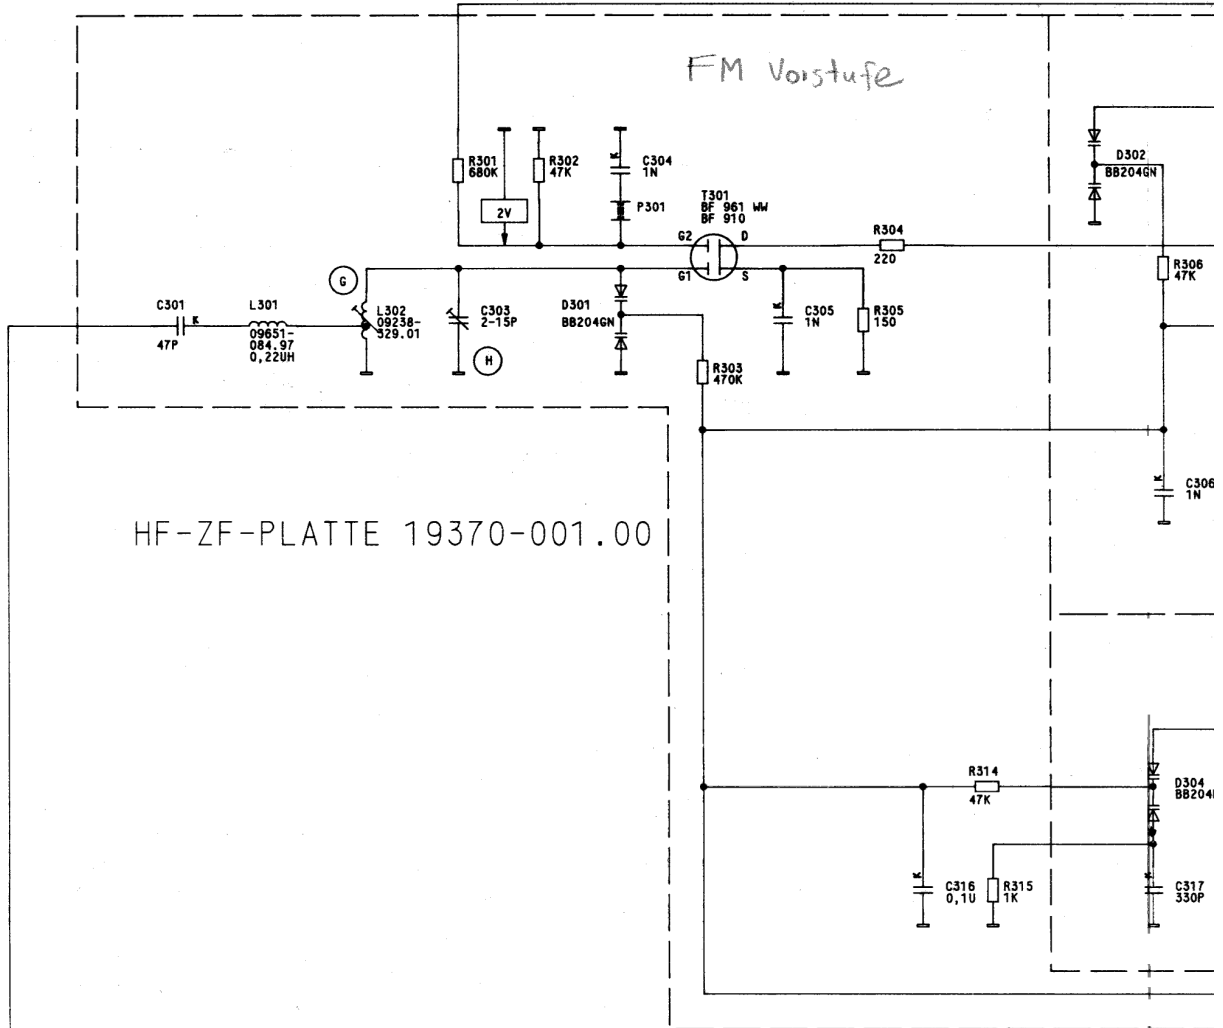 FM Vorstufe
R301
680K
2V
R302
47K
K
C304
1N
P301
T301
BF 961 WW
BF 910
G2
D
G1
S
R304
220
D302
BB204GN
R306
47K
G
C301
K
47P
L301
09651-
084.97
0,22UH
L302
09238-
529.01
C303
2-15P
H
D301
BB204GN
K
C305
1N
R305
150
R303
470K
K
C306
1N
HF-ZF-PLATTE 19370-001.00
R314
47K
D304
K
C316
0,1U
R315
1K
K
C317
330P